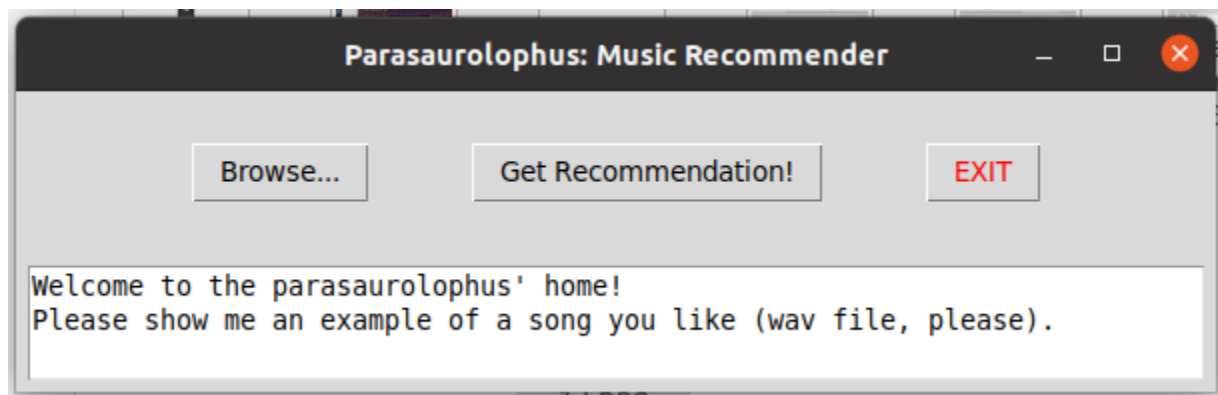 Parasaurolophus: Music Recommender
Browse... Get Recommendation! EXIT
Welcome to the parasaurolophus' home!
Please show me an example of a song you like (wav file, please).